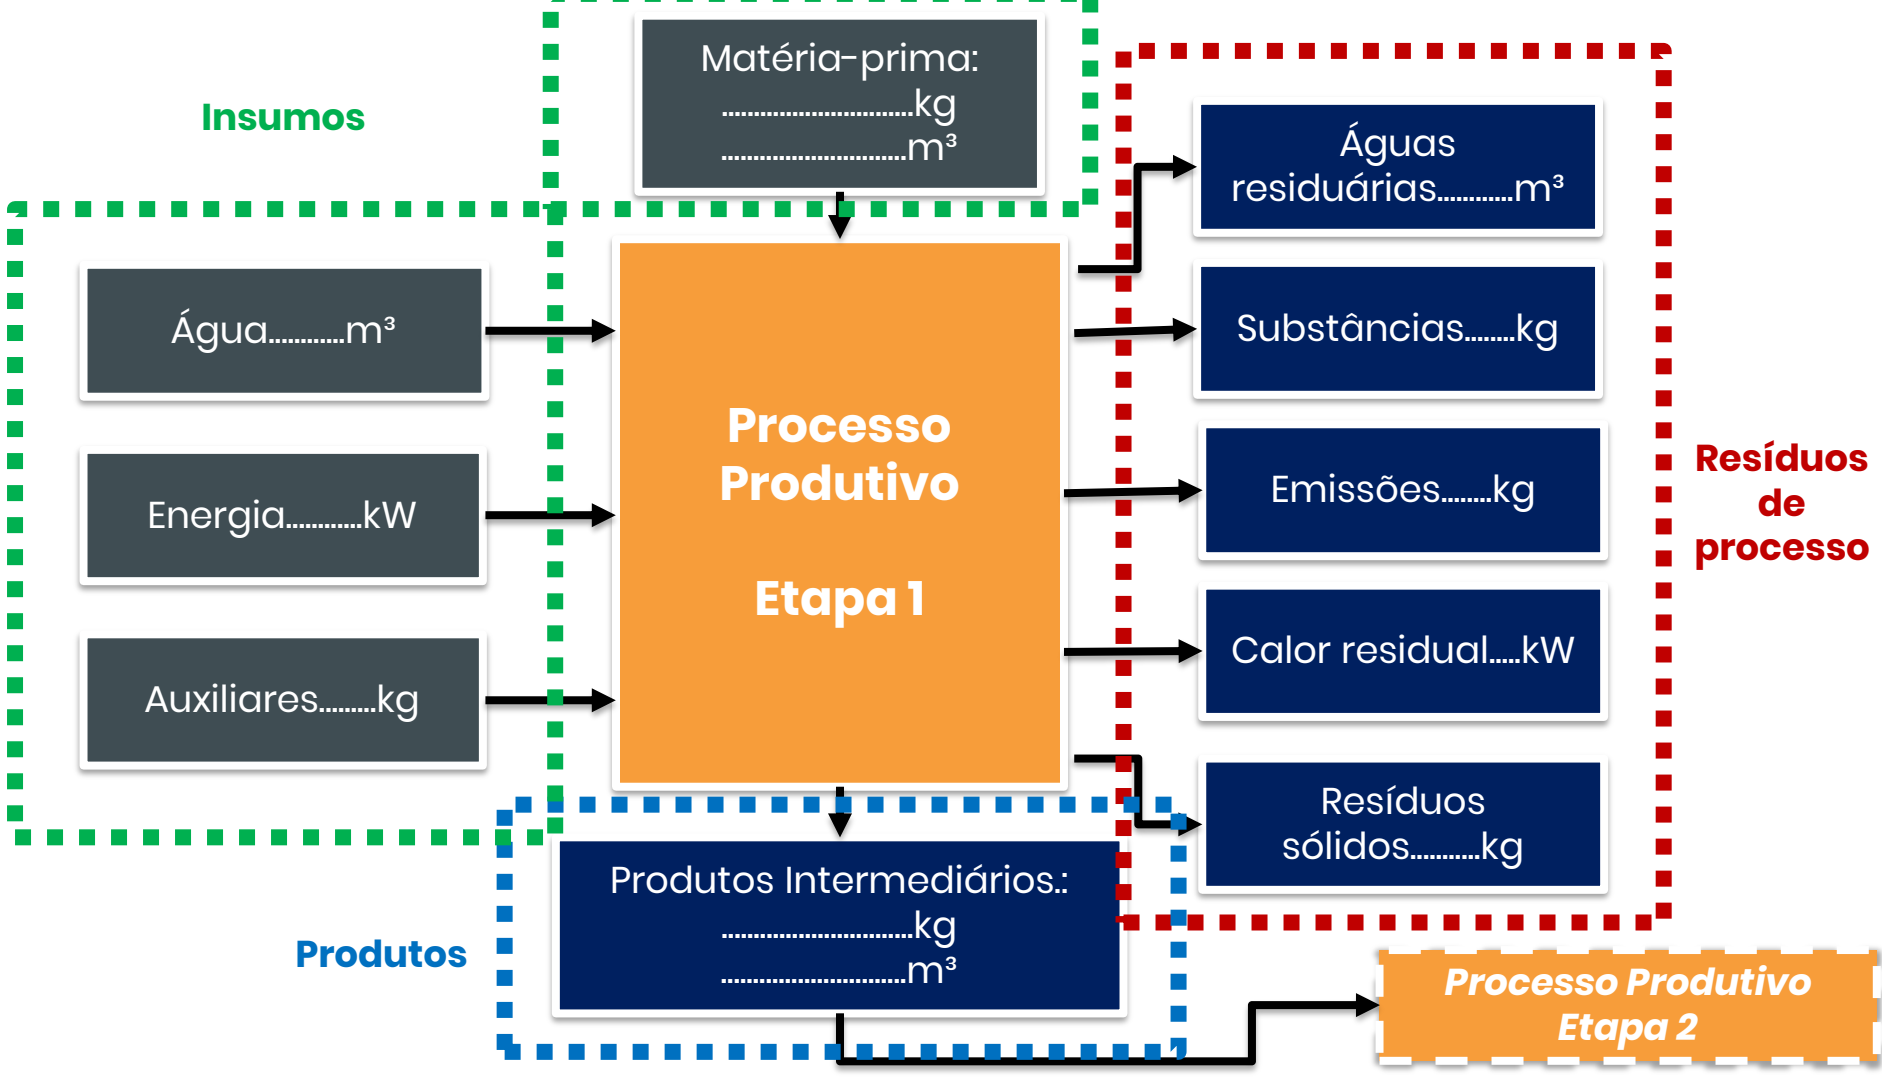 Insumos
Matéria-prima:
..............................kg
.............................m³
Água............m³
Energia............kW
Auxiliares.........kg
Processo
Produtivo
Etapa 1
Águas
residuárias............m³
Substâncias........kg
Emissões........kg
Calor residual.....kW
Resíduos
sólidos...........kg
Resíduos
de
processo
Produtos
Produtos Intermediários.:
..............................kg
.............................m³
Processo Produtivo
Etapa 2